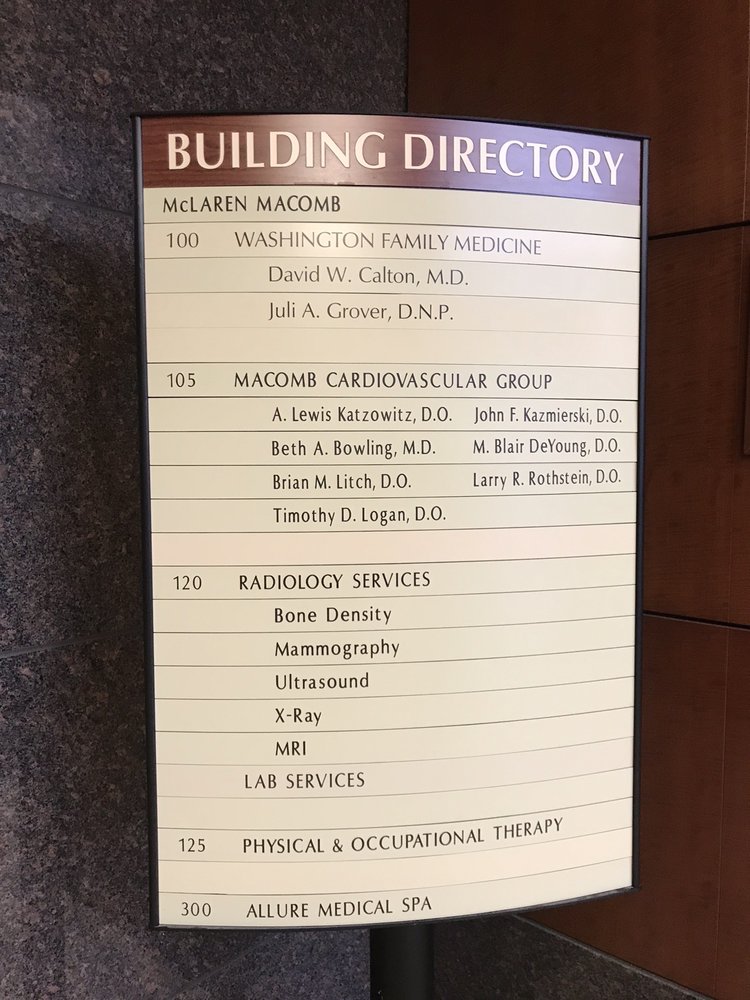 BUILDING DIRECTORY
McLAREN MACOMB
100 WASHINGTON FAMILY MEDICINE
David W. Calton, M.D.
Juli A. Grover, D.N.P.
105 MACOMB CARDIOVASCULAR GROUP
A. Lewis Katzowitz, D.O. John F. Kazmierski, D.O.
Beth A. Bowling, M.D. M. Blair DeYoung, D.O.
Brian M. Litch, D.O. Larry R. Rothstein, D.O.
Timothy D. Logan, D.O.
120 RADIOLOGY SERVICES
Bone Density
Mammography
Ultrasound
X-Ray
MRI
LAB SERVICES
125 PHYSICAL & OCCUPATIONAL THERAPY
300 ALLURE MEDICAL SPA